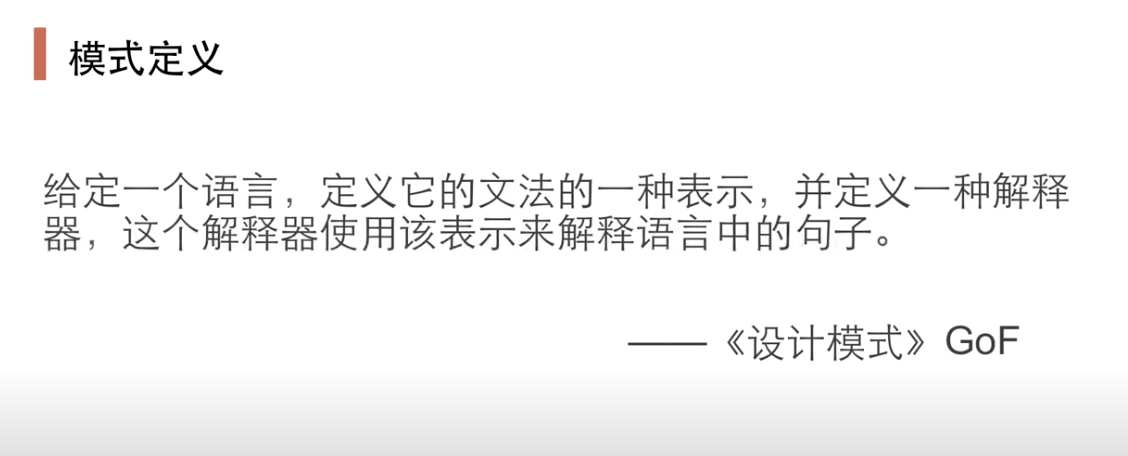 模式定义
给定一个语言，定义它的文法的一种表示，并定义一种解释
器，这个解释器使用该表示来解释语言中的句子。
——《设计模式》GoF